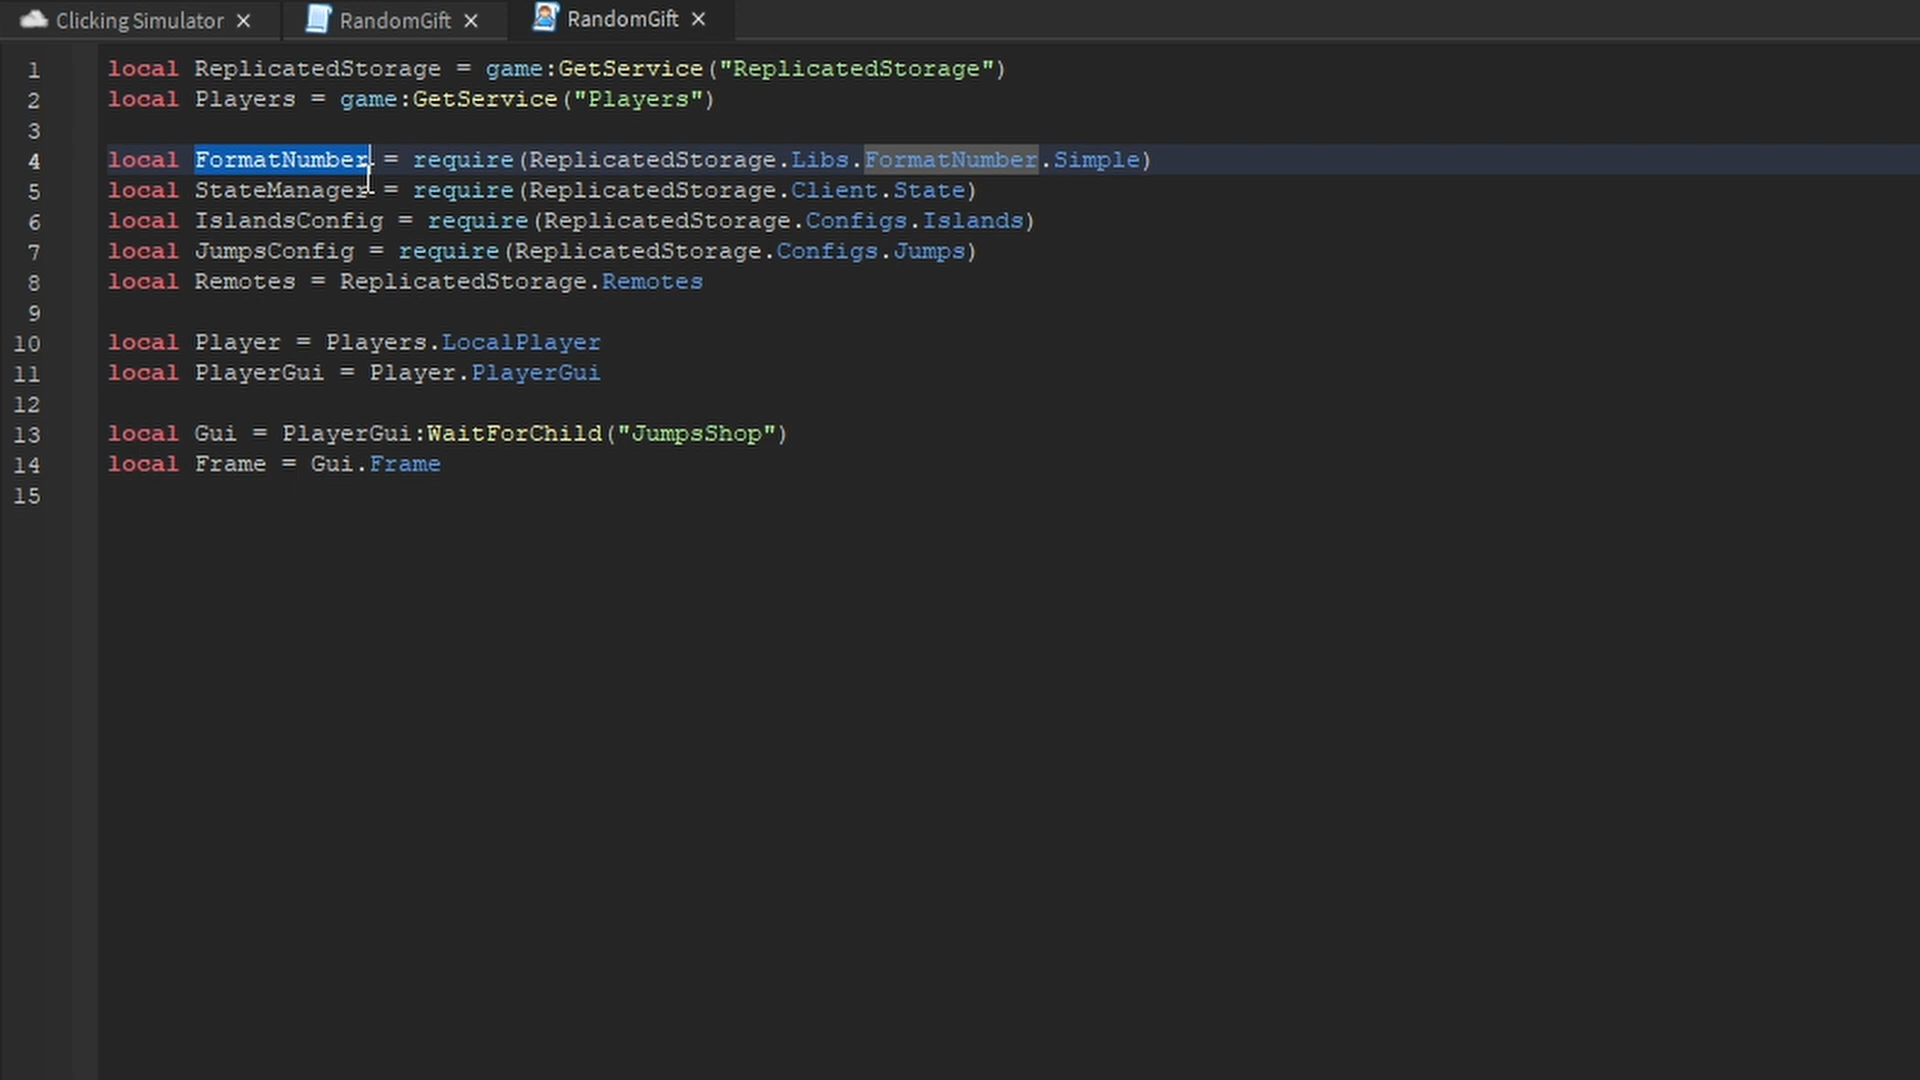 Clicking Simulator × RandomGift × RandomGift ×
1 local ReplicatedStorage = game:GetService("ReplicatedStorage")
2 local Players = game:GetService("Players")
3
4 local FormatNumber = require(ReplicatedStorage.Libs.FormatNumber.Simple)
5 local StateManager = require(ReplicatedStorage.Client.State)
6 local IslandsConfig = require(ReplicatedStorage.Configs.Islands)
7 local JumpsConfig = require(ReplicatedStorage.Configs.Jumps)
8 local Remotes = ReplicatedStorage.Remotes
9
10 local Player = Players.LocalPlayer
11 local PlayerGui = Player.PlayerGui
12
13 local Gui = PlayerGui:WaitForChild("JumpsShop")
14 local Frame = Gui.Frame
15